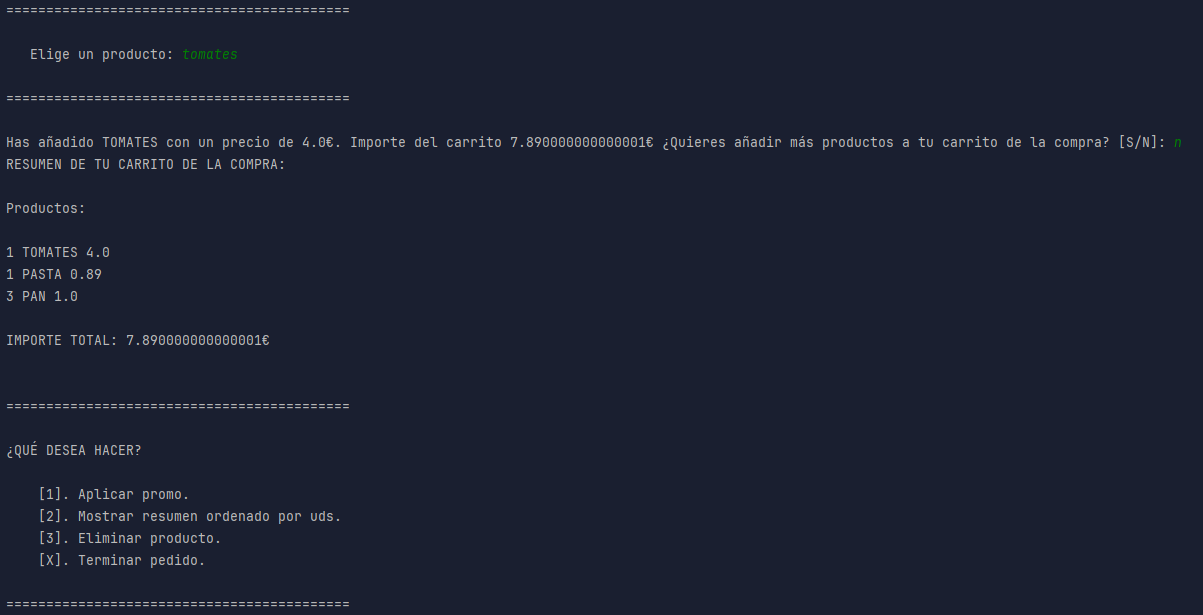 ===========================================
Elige un producto: tomates
===========================================
Has añadido TOMATES con un precio de 4.0€. Importe del carrito 7.890000000000001€ ¿Quieres añadir más productos a tu carrito de la compra? [S/N]: n
RESUMEN DE TU CARRITO DE LA COMPRA:
Productos:
1 TOMATES 4.0
1 PASTA 0.89
3 PAN 1.0
IMPORTE TOTAL: 7.890000000000001€
===========================================
¿QUÉ DESEA HACER?
[1]. Aplicar promo.
[2]. Mostrar resumen ordenado por uds.
[3]. Eliminar producto.
[X]. Terminar pedido.
===========================================